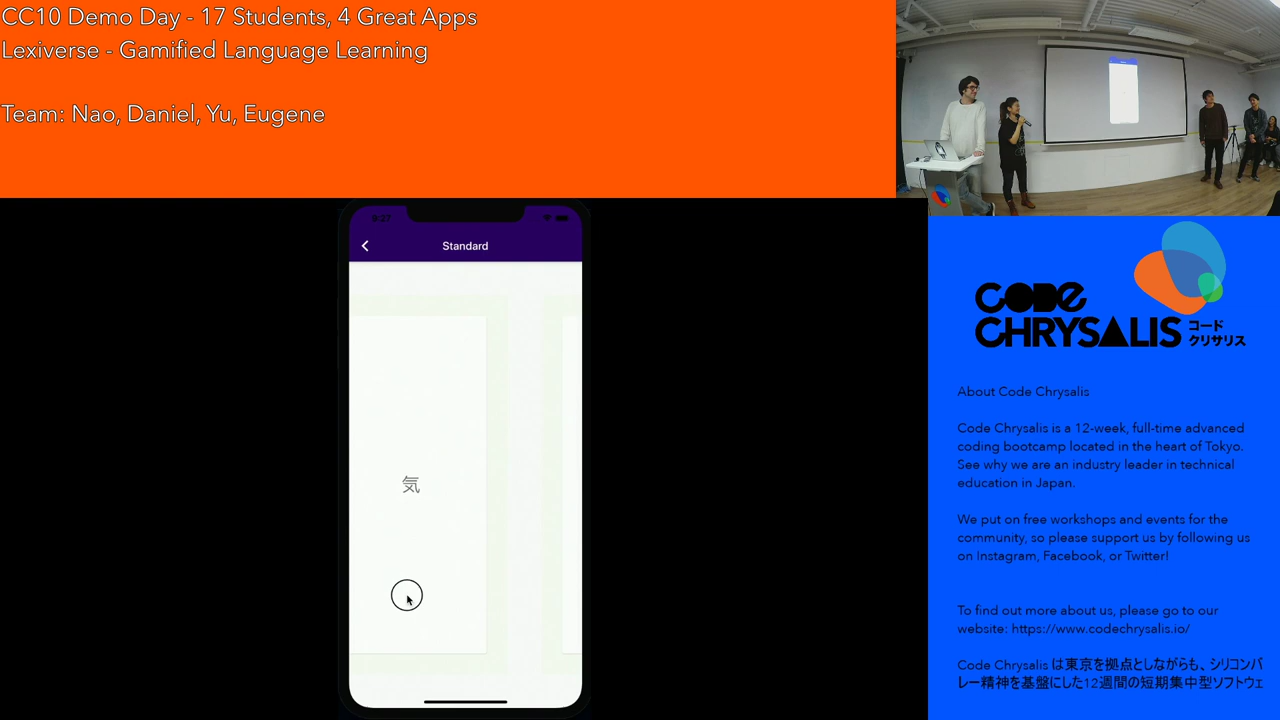 CC10 Demo Day - 17 Students, 4 Great Apps
Lexiverse - Gamified Language Learning
Team: Nao, Daniel, Yu, Eugene
9:27
Standard
気
CODE
CHRYSALIS コード
クリサリス
About Code Chrysalis
Code Chrysalis is a 12-week, full-time advanced
coding bootcamp located in the heart of Tokyo.
See why we are an industry leader in technical
education in Japan.
We put on free workshops and events for the
community, so please support us by following us
on Instagram, Facebook, or Twitter!
To find out more about us, please go to our
website: https://www.codechrysalis.io/
Code Chrysalis は東京を拠点としながらも、シリコンバ
レー精神を基盤にした12週間の短期集中型ソフトウェ